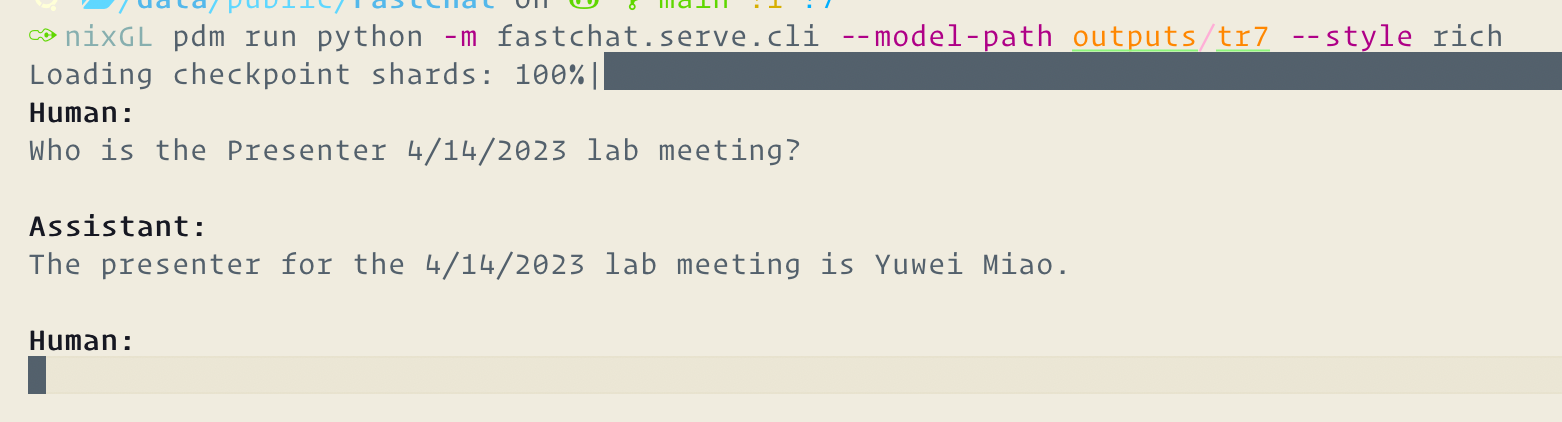 /data/public/FastChat on main !1 ?7
nixGL pdm run python -m fastchat.serve.cli --model-path outputs/tr7 --style rich
Loading checkpoint shards: 100%|
Human:
Who is the Presenter 4/14/2023 lab meeting?
Assistant:
The presenter for the 4/14/2023 lab meeting is Yuwei Miao.
Human: